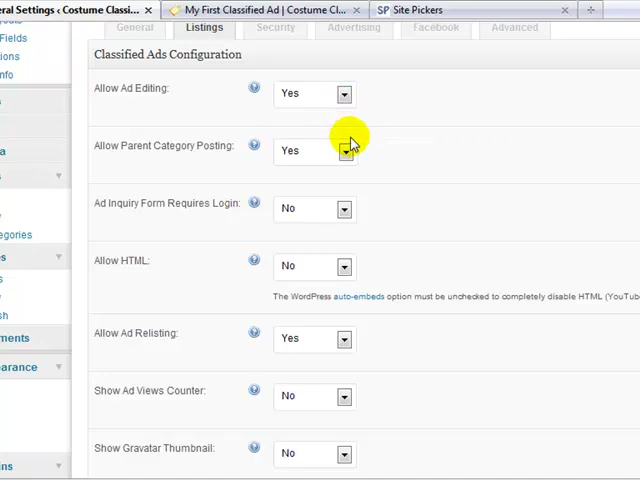 eral Settings ‹ Costume Classi...
My First Classified Ad | Costume Cl...
SP Site Pickers
General
Listings
Security
Advertising
Facebook
Advanced
Fields
ions
nfo
egories
sh
ments
earance
ins
Classified Ads Configuration
Allow Ad Editing:
Yes
Allow Parent Category Posting:
Yes
Ad Inquiry Form Requires Login:
No
Allow HTML:
No
The WordPress auto-embeds option must be unchecked to completely disable HTML (YouTube
Allow Ad Relisting:
Yes
Show Ad Views Counter:
No
Show Gravatar Thumbnail:
No